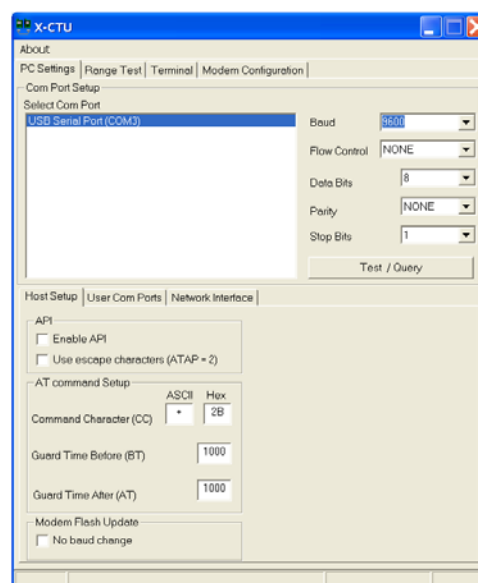 X-CTU
About
PC Settings Range Test Terminal Modem Configuration
Com Port Setup
Select Com Port
USB Serial Port (COM3)
Baud 9600
Flow Control NONE
Data Bits 8
Parity NONE
Stop Bits 1
Test / Query
Host Setup User Com Ports Network Interface
API
Enable API
Use escape characters (ATAP = 2)
AT command Setup
ASCII Hex
Command Character (CC) + 2B
Guard Time Before (BT) 1000
Guard Time After (AT) 1000
Modem Flash Update
No baud change